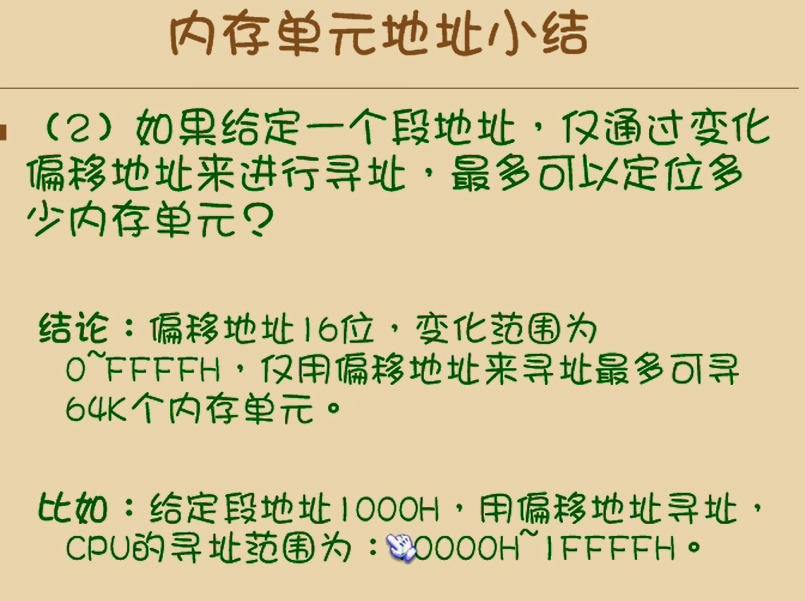 内存单元地址小结
（2）如果给定一个段地址，仅通过变化
偏移地址来进行寻址，最多可以定位多
少内存单元？
结论：偏移地址16位，变化范围为
0~FFFFH，仅用偏移地址来寻址最多可寻
64K个内存单元。
比如：给定段地址1000H，用偏移地址寻址，
CPU的寻址范围为：0000H~1FFFFH。